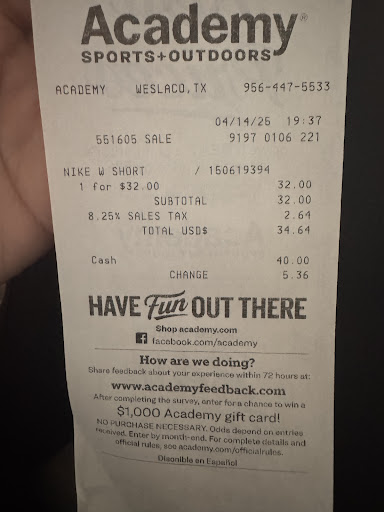 Academy
SPORTS+OUTDOORS
ACADEMY WESLACO,TX 956-447-5533
04/14/25 19:37
551605 SALE 9197 0106 221
NIKE W SHORT / 150619394
1 for $32.00 32.00
SUBTOTAL 32.00
8.25% SALES TAX 2.64
TOTAL USD$ 34.64
Cash 40.00
CHANGE 5.36
HAVE Fun OUT THERE
Shop academy.com
facebook.com/academy
How are we doing?
Share feedback about your experience within 72 hours at:
www.academyfeedback.com
After completing the survey, enter for a chance to win a
$1,000 Academy gift card!
NO PURCHASE NECESSARY. Odds depend on entries
received. Enter by month-end. For complete details and
official rules, see academy.com/officialrules.
Disponible en Español